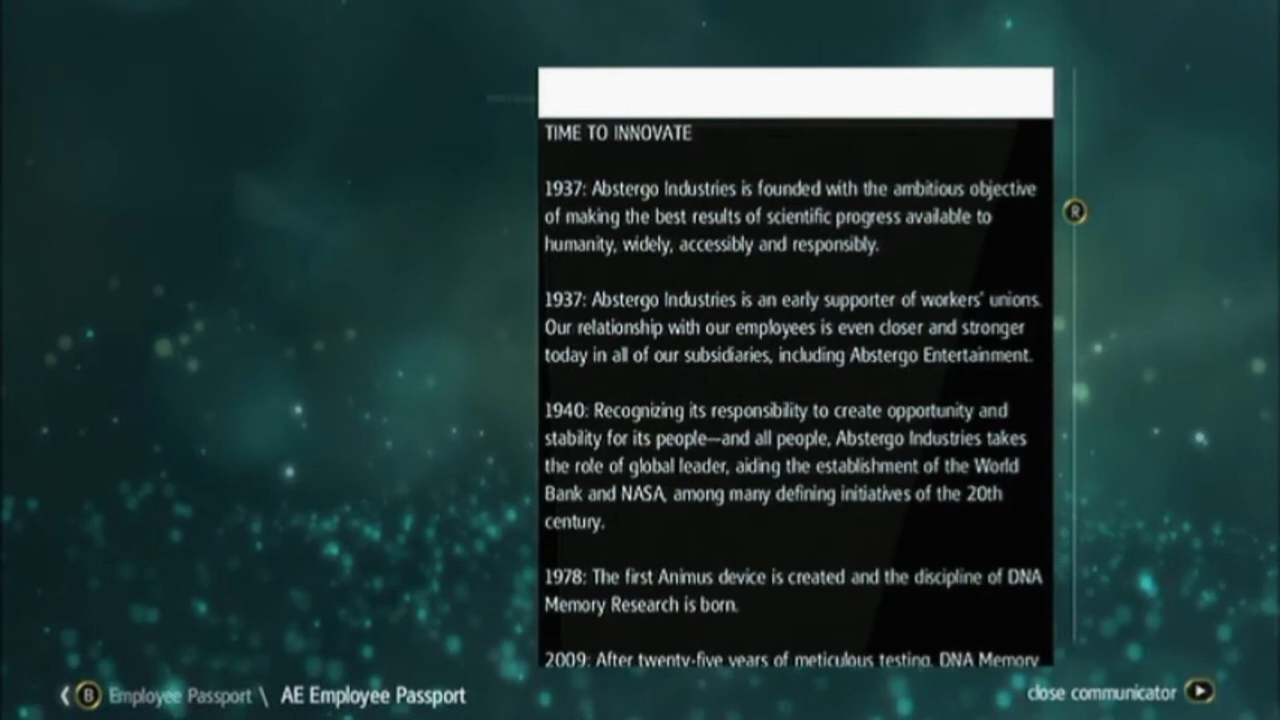 TIME TO INNOVATE
1937: Abstergo Industries is founded with the ambitious objective
of making the best results of scientific progress available to
humanity, widely, accessibly and responsibly.
1937: Abstergo Industries is an early supporter of workers' unions.
Our relationship with our employees is even closer and stronger
today in all of our subsidiaries, including Abstergo Entertainment.
1940: Recognizing its responsibility to create opportunity and
stability for its people—and all people, Abstergo Industries takes
the role of global leader, aiding the establishment of the World
Bank and NASA, among many defining initiatives of the 20th
century.
1978: The first Animus device is created and the discipline of DNA
Memory Research is born.
2009: After twenty-five years of meticulous testing, DNA Memory
R
B Employee Passport \ AE Employee Passport
close communicator